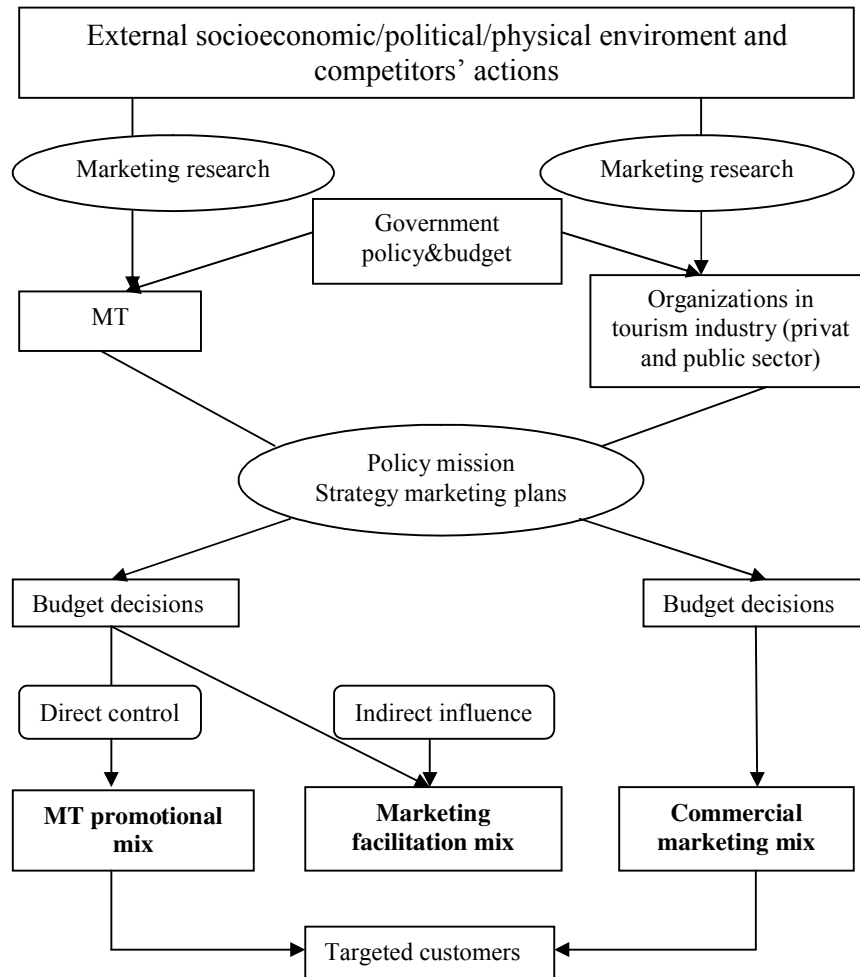 External socioeconomic/political/physical enviroment and
competitors’ actions
Marketing research
Marketing research
Government
policy&budget
MT
Organizations in
tourism industry (privat
and public sector)
Policy mission
Strategy marketing plans
Budget decisions
Budget decisions
Direct control
Indirect influence
MT promotional
mix
Marketing
facilitation mix
Commercial
marketing mix
Targeted customers